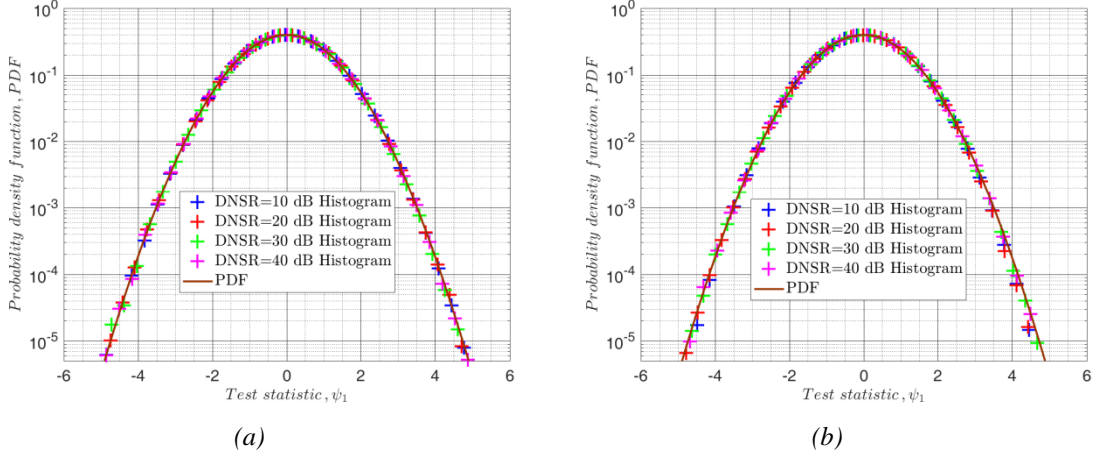 Probability density function, PDF
10^0
10^-1
10^-2
10^-3
10^-4
10^-5
DNSR=10 dB Histogram
DNSR=20 dB Histogram
DNSR=30 dB Histogram
DNSR=40 dB Histogram
PDF
-6 -4 -2 0 2 4 6
Test statistic, ψ₁
(a)
Probability density function, PDF
10^0
10^-1
10^-2
10^-3
10^-4
10^-5
DNSR=10 dB Histogram
DNSR=20 dB Histogram
DNSR=30 dB Histogram
DNSR=40 dB Histogram
PDF
-6 -4 -2 0 2 4 6
Test statistic, ψ₁
(b)